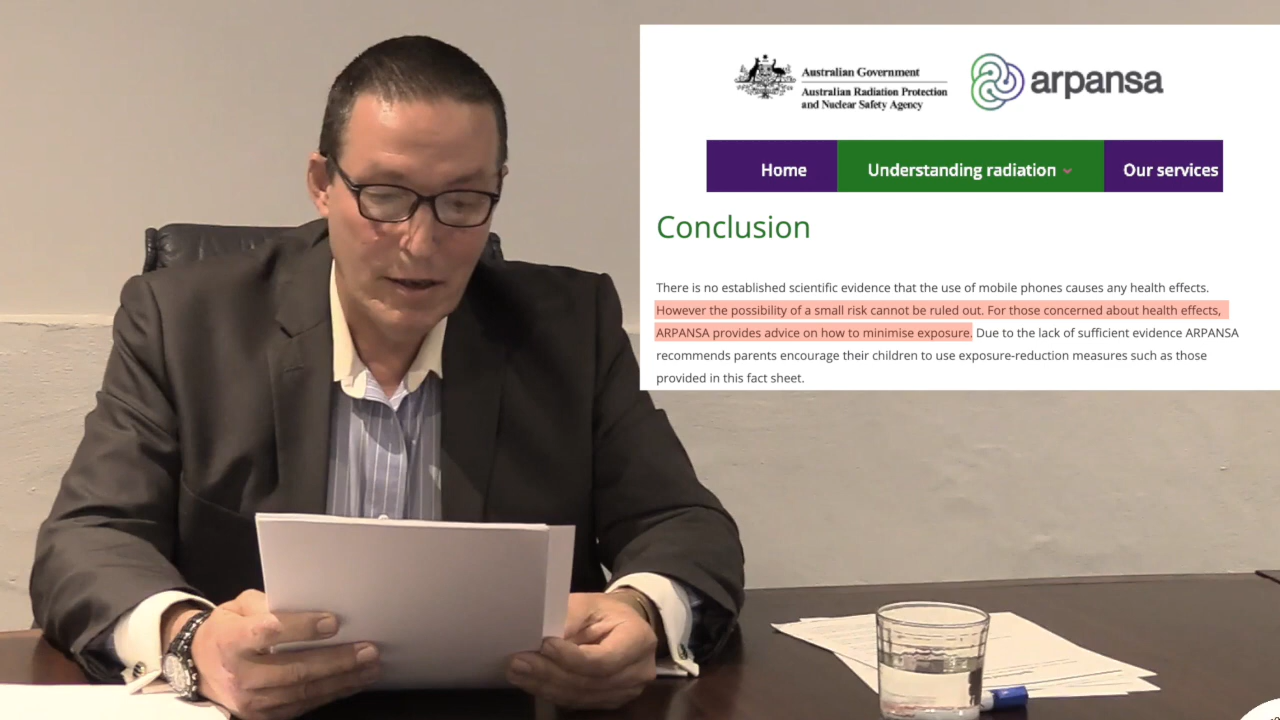 Australian Government
Australian Radiation Protection
and Nuclear Safety Agency
arpansa
Home
Understanding radiation
Our services
Conclusion
There is no established scientific evidence that the use of mobile phones causes any health effects.
However the possibility of a small risk cannot be ruled out. For those concerned about health effects,
ARPANSA provides advice on how to minimise exposure. Due to the lack of sufficient evidence ARPANSA
recommends parents encourage their children to use exposure-reduction measures such as those
provided in this fact sheet.